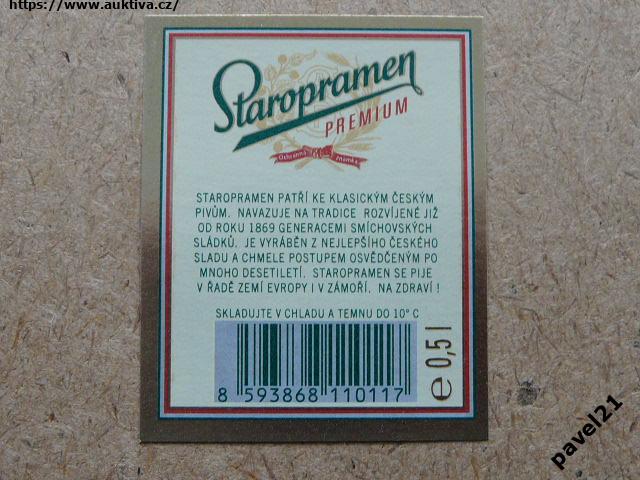 https://www.auktiva.cz/
Staropramen
PREMIUM
Ochranná známka
STAROPRAMEN PATŘÍ KE KLASICKÝM ČESKÝM
PIVŮM. NAVAZUJE NA TRADICE ROZVÍJENÉ JIŽ
OD ROKU 1869 GENERACEMI SMÍCHOVSKÝCH
SLÁDKŮ. JE VYRÁBĚN Z NEJLEPŠÍHO ČESKÉHO
SLADU A CHMELE POSTUPEM OSVĚDČENÝM PO
MNOHO DESETILETÍ. STAROPRAMEN SE PIJE
V ŘADĚ ZEMÍ EVROPY I V ZÁMOŘÍ. NA ZDRAVÍ !
SKLADUJTE V CHLADU A TEMNU DO 10° C
8 593868 110117
e 0,5 l
pavel21